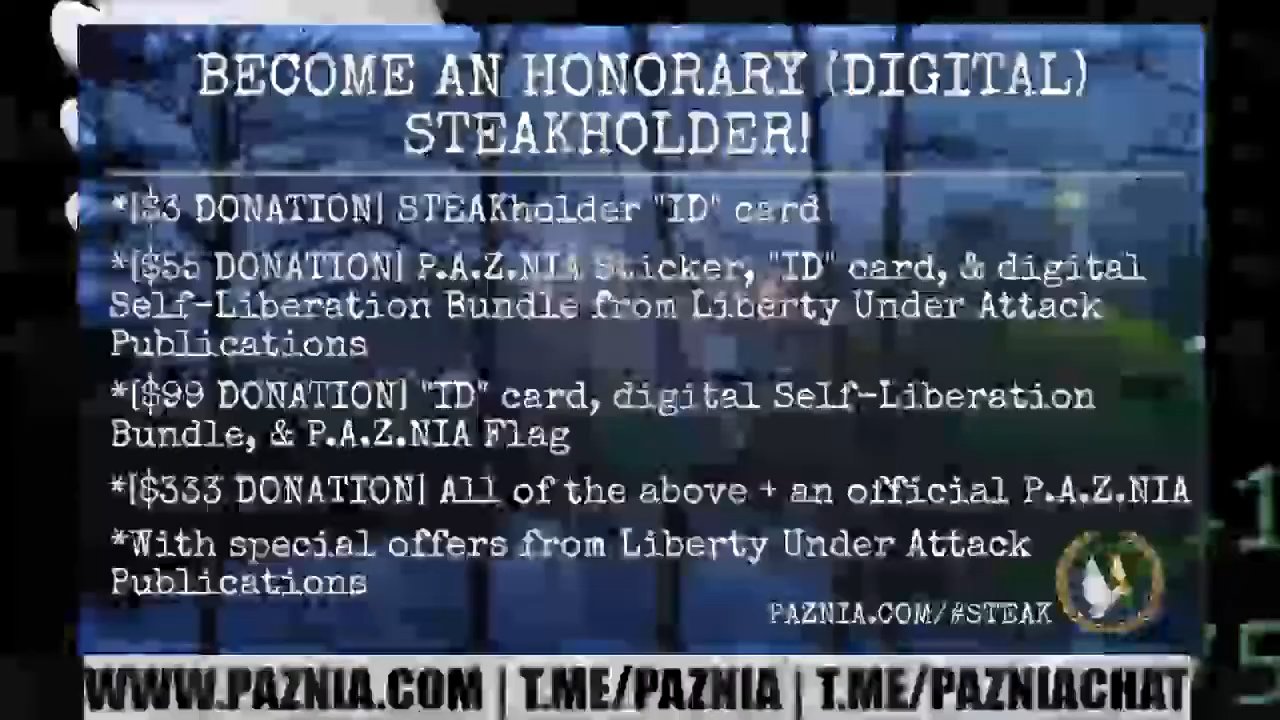 BECOME AN HONORARY (DIGITAL)
STEAKHOLDER!
*[$3 DONATION] STEAKholder "ID" card
*[$55 DONATION] P.A.Z.NIA Sticker, "ID" card, & digital
Self-Liberation Bundle from Liberty Under Attack
Publications
*[$99 DONATION] "ID" card, digital Self-Liberation
Bundle, & P.A.Z.NIA Flag
*[$333 DONATION] All of the above + an official P.A.Z.NIA
*With special offers from Liberty Under Attack
Publications
PAZNIA.COM/#STEAK
WWW.PAZNIA.COM | T.ME/PAZNIA | T.ME/PAZNIACHAT